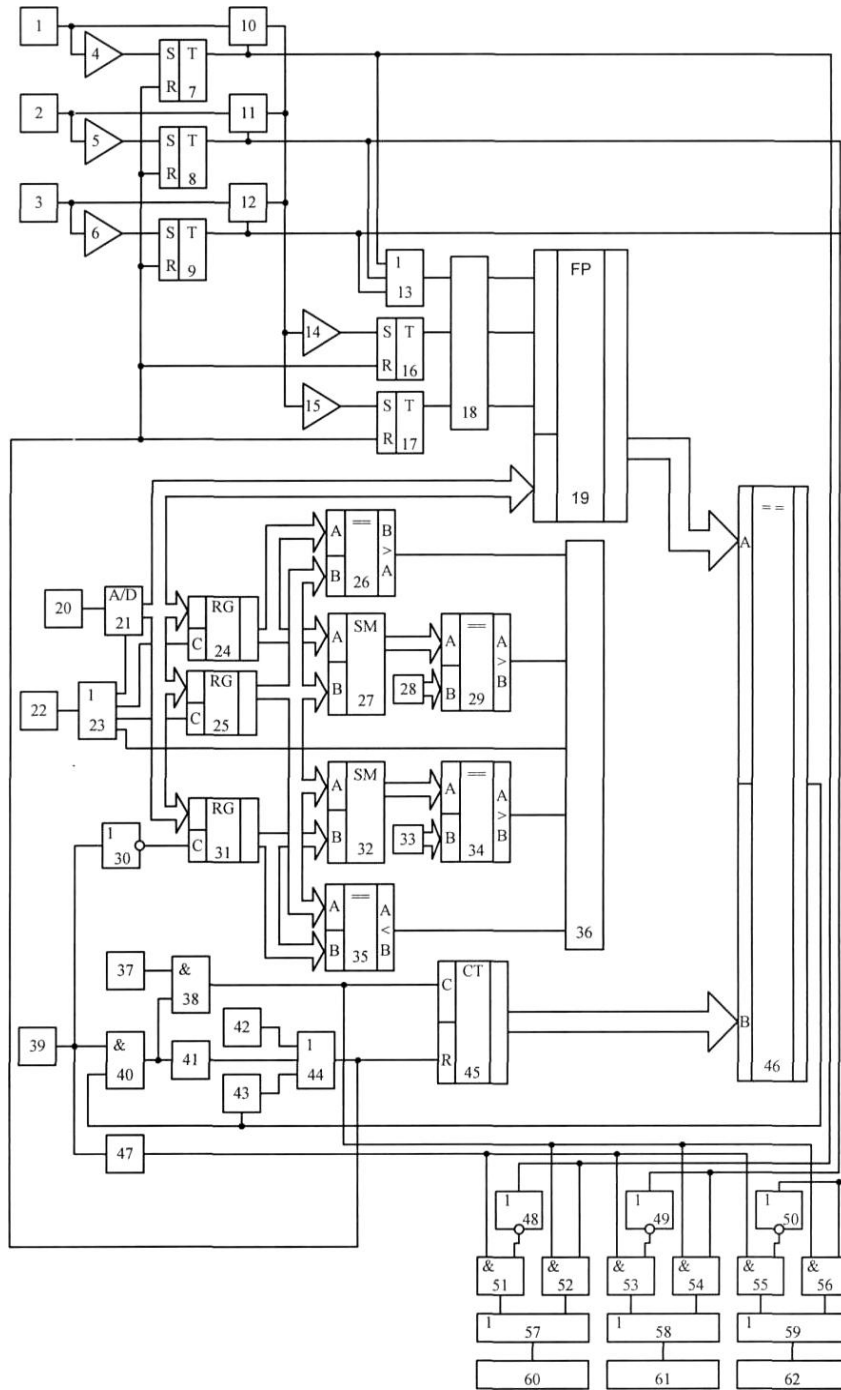 1 10
4 S T
R 7
2 11
5 S T
R 8
3 12
6 S T
R 9
1 13
FP 19
14 S T
R 16
18
15 S T
R 17
== A B 46
A == B
B 26 > A
20 A/D 21
RG C 24
A SM B 27
28
A == A
B 29 > B
22 1 23
RG C 25
A SM B 32
33
A == A
B 34 > B
1 30
RG C 31
A == A
B 35 < B
36
37 & 38
CT C R 45
39 & 40 41 42 43 1 44
47
1 48 1 49 1 50
& 51 & 52 & 53 & 54 & 55 & 56
1 57 1 58 1 59
60 61 62